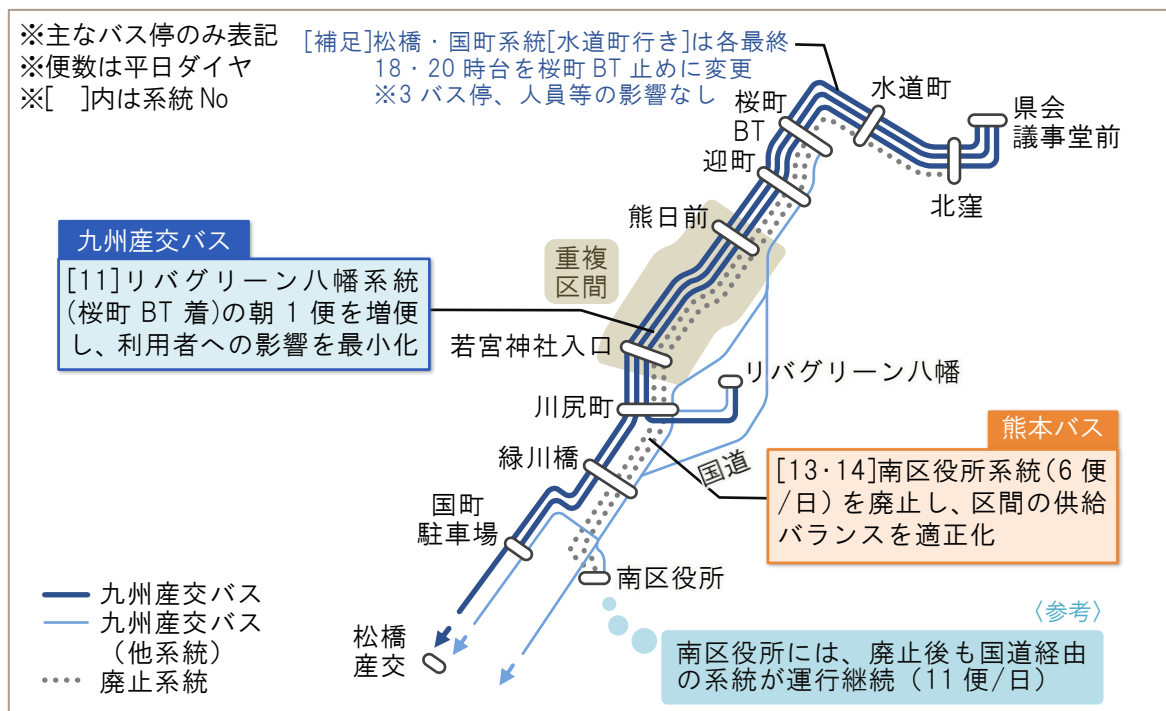 ※主なバス停のみ表記
※便数は平日ダイヤ
※[　]内は系統 No
[補足]松橋・国町系統[水道町行き]は各最終
18・20 時台を桜町 BT 止めに変更
※3 バス停、人員等の影響なし
水道町
県会
議事堂前
桜町
BT
迎町
北窪
熊日前
九州産交バス
[11]リバグリーン八幡系統
(桜町 BT 着)の朝 1 便を増便
し、利用者への影響を最小化
重複
区間
若宮神社入口
リバグリーン八幡
川尻町
熊本バス
[13・14]南区役所系統(6 便
/日)を廃止し、区間の供給
バランスを適正化
緑川橋
国道
国町
駐車場
南区役所
九州産交バス
九州産交バス
(他系統)
廃止系統
松橋
産交
〈参考〉
南区役所には、廃止後も国道経由
の系統が運行継続（11 便/日）